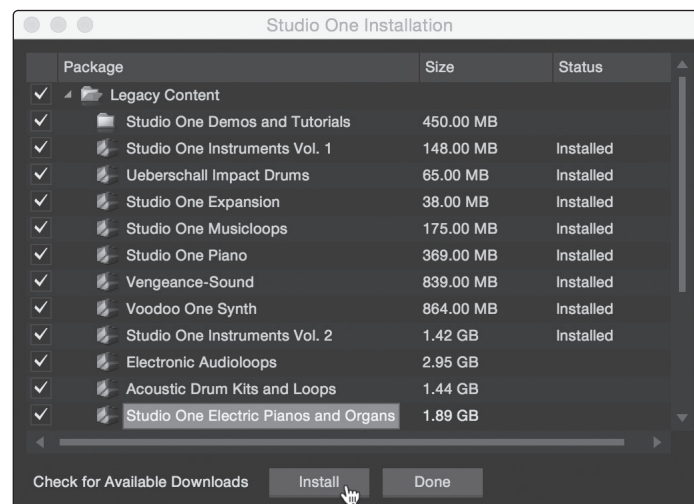 Studio One Installation
Package Size Status
Legacy Content
Studio One Demos and Tutorials 450.00 MB
Studio One Instruments Vol. 1 148.00 MB Installed
Ueberschall Impact Drums 65.00 MB Installed
Studio One Expansion 38.00 MB Installed
Studio One Musicloops 175.00 MB Installed
Studio One Piano 369.00 MB Installed
Vengeance-Sound 839.00 MB Installed
Voodoo One Synth 864.00 MB Installed
Studio One Instruments Vol. 2 1.42 GB Installed
Electronic Audioloops 2.95 GB
Acoustic Drum Kits and Loops 1.44 GB
Studio One Electric Pianos and Organs 1.89 GB
Check for Available Downloads Install Done